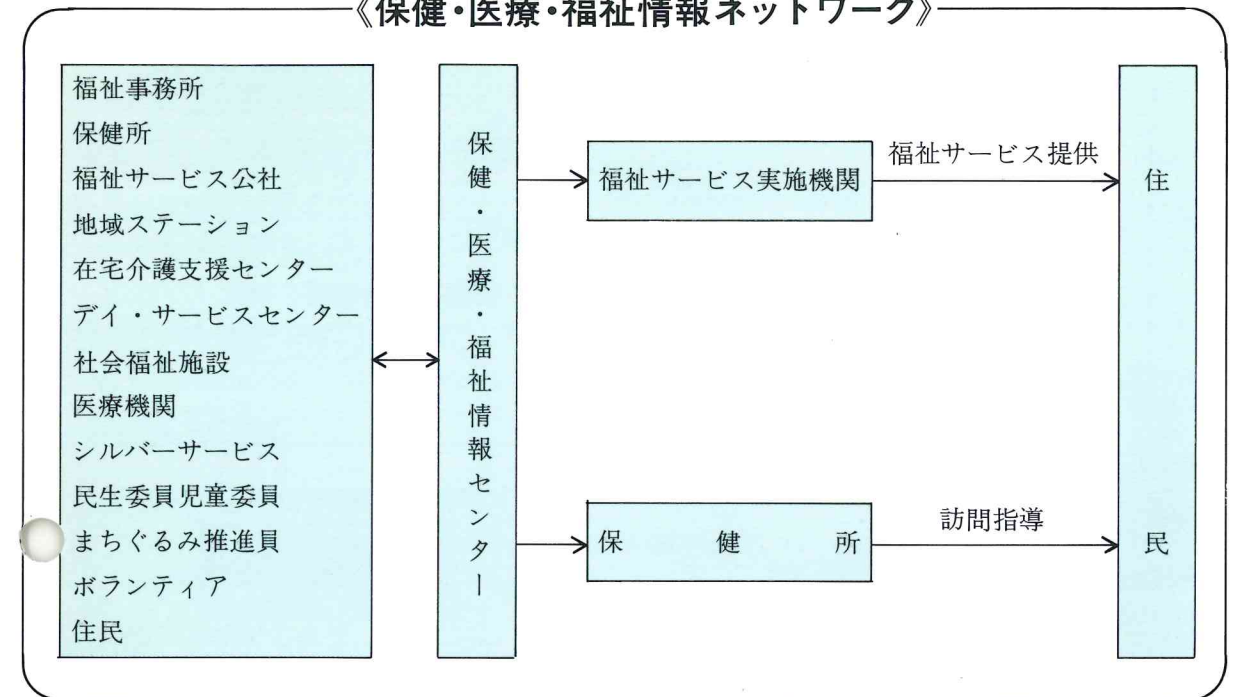 《保健・医療・福祉情報ネットワーク》
福祉事務所
保健所
福祉サービス公社
地域ステーション
在宅介護支援センター
デイ・サービスセンター
社会福祉施設
医療機関
シルバーサービス
民生委員児童委員
まちぐるみ推進員
ボランティア
住民
保健・医療・福祉情報センター
福祉サービス実施機関
福祉サービス提供
保健所
訪問指導
住民